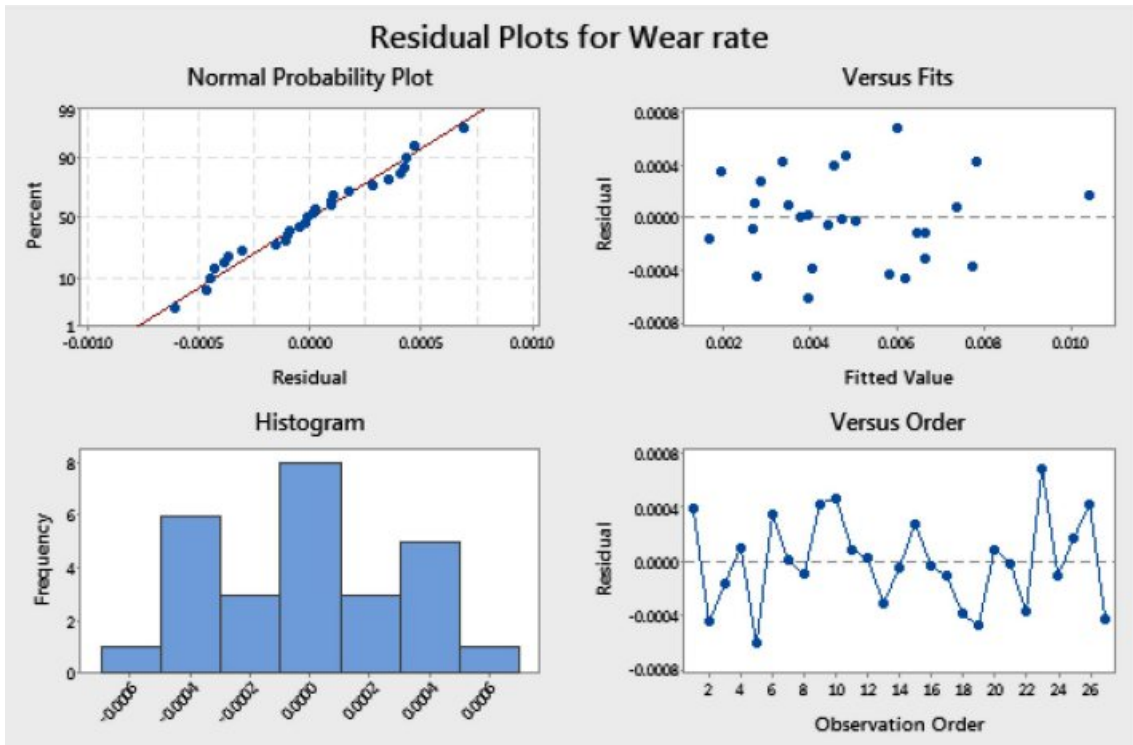 Residual Plots for Wear rate
Normal Probability Plot
Percent
99
90
50
10
1
-0.0010 -0.0005 0.0000 0.0005 0.0010
Residual
Versus Fits
Residual
0.0008
0.0004
0.0000
-0.0004
-0.0008
0.002 0.004 0.006 0.008 0.010
Fitted Value
Histogram
Frequency
8
6
4
2
0
-0.0006 -0.0004 -0.0002 0.0000 0.0002 0.0004 0.0006
Versus Order
Residual
0.0008
0.0004
0.0000
-0.0004
-0.0008
2 4 6 8 10 12 14 16 18 20 22 24 26
Observation Order